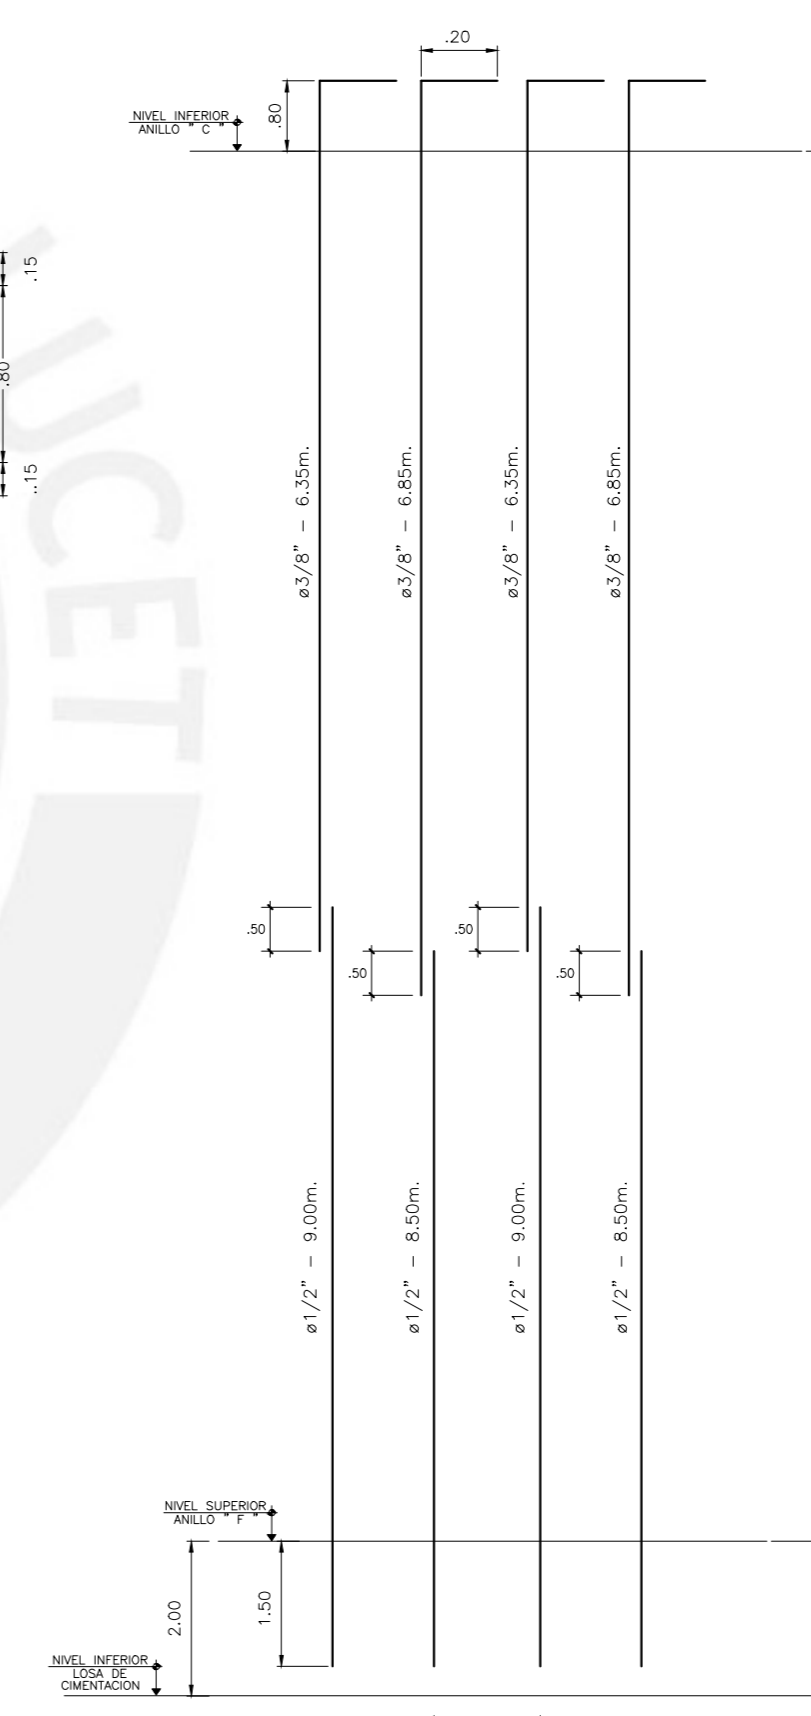 .20
.80
NIVEL INFERIOR
ANILLO " C "
.15
.80
.15
UCET
ø3/8" - 6.35m.
ø3/8" - 6.85m.
ø3/8" - 6.35m.
ø3/8" - 6.85m.
.50
.50
.50
.50
ø1/2" - 9.00m.
ø1/2" - 8.50m.
ø1/2" - 9.00m.
ø1/2" - 8.50m.
NIVEL SUPERIOR
ANILLO " F "
2.00
1.50
NIVEL INFERIOR
LOSA DE
CIMENTACION